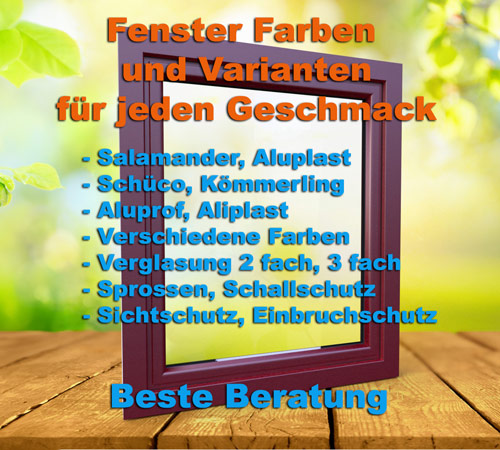 Fenster Farben
und Varianten
für jeden Geschmack
- Salamander, Aluplast
- Schüco, Kömmerling
- Aluprof, Aliplast
- Verschiedene Farben
- Verglasung 2 fach, 3 fach
- Sprossen, Schallschutz
- Sichtschutz, Einbruchschutz
Beste Beratung